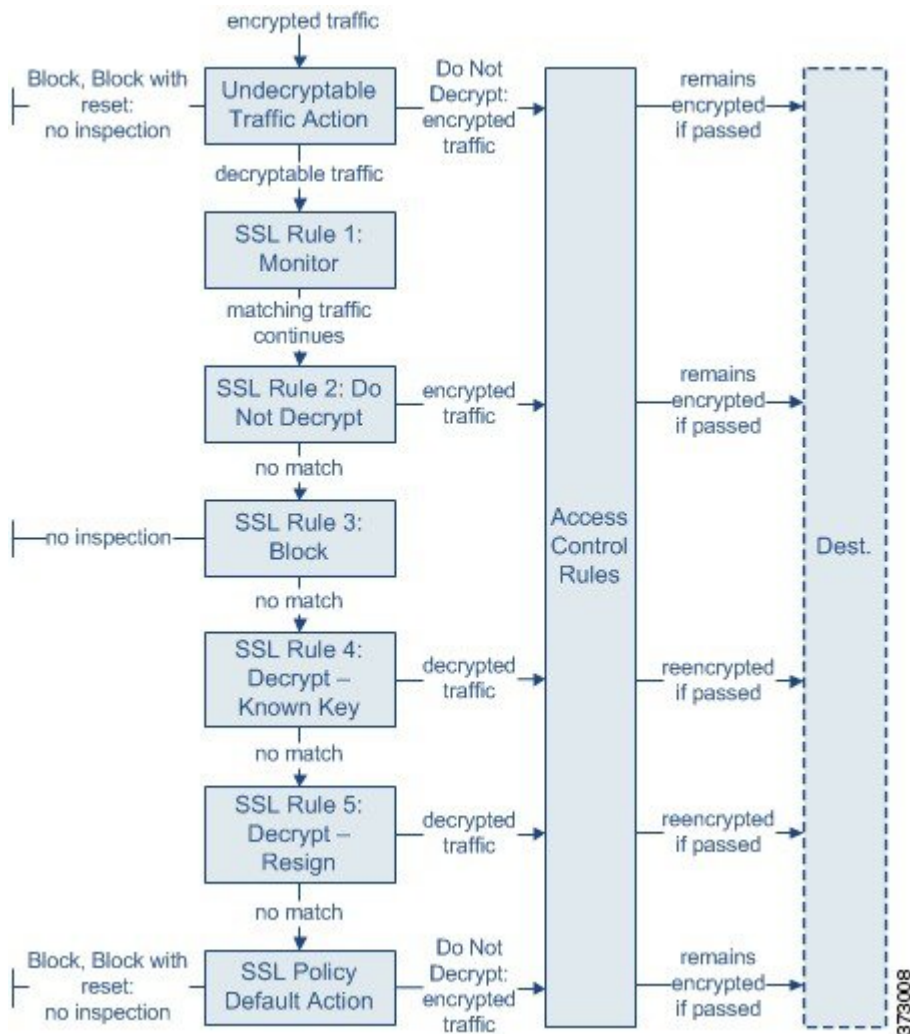 encrypted traffic
Block, Block with
reset:
no inspection
Undecryptable
Traffic Action
Do Not
Decrypt:
encrypted
traffic
remains
encrypted
if passed
decryptable traffic
SSL Rule 1:
Monitor
matching traffic
continues
SSL Rule 2: Do
Not Decrypt
encrypted
traffic
remains
encrypted
if passed
no match
no inspection
SSL Rule 3:
Block
Access
Control
Rules
Dest.
no match
SSL Rule 4:
Decrypt –
Known Key
decrypted
traffic
reencrypted
if passed
no match
SSL Rule 5:
Decrypt –
Resign
decrypted
traffic
reencrypted
if passed
no match
Block, Block with
reset:
no inspection
SSL Policy
Default Action
Do Not
Decrypt:
encrypted
traffic
remains
encrypted
if passed
73008